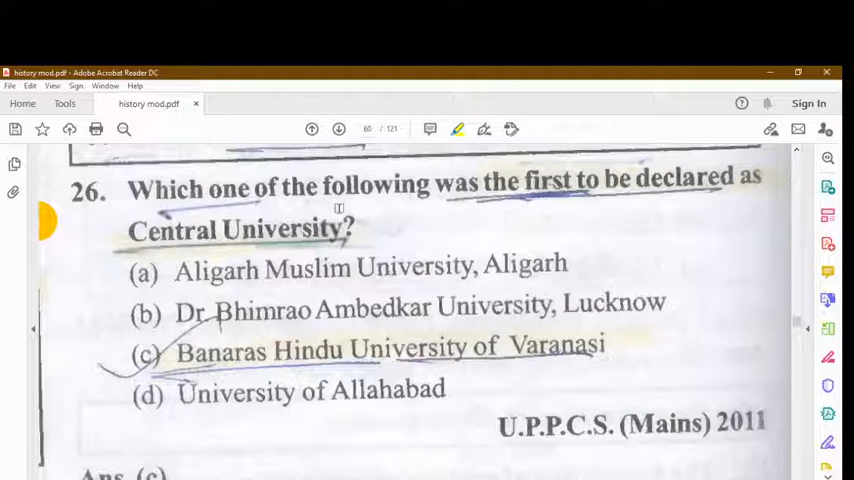 history mod.pdf - Adobe Acrobat Reader DC
File Edit View Sign Window Help
Home Tools history mod.pdf × Sign In
60 / 121
26. Which one of the following was the first to be declared as
Central University?
(a) Aligarh Muslim University, Aligarh
(b) Dr. Bhimrao Ambedkar University, Lucknow
(c) Banaras Hindu University of Varanasi
(d) University of Allahabad
U.P.P.C.S. (Mains) 2011
Ans. (c)